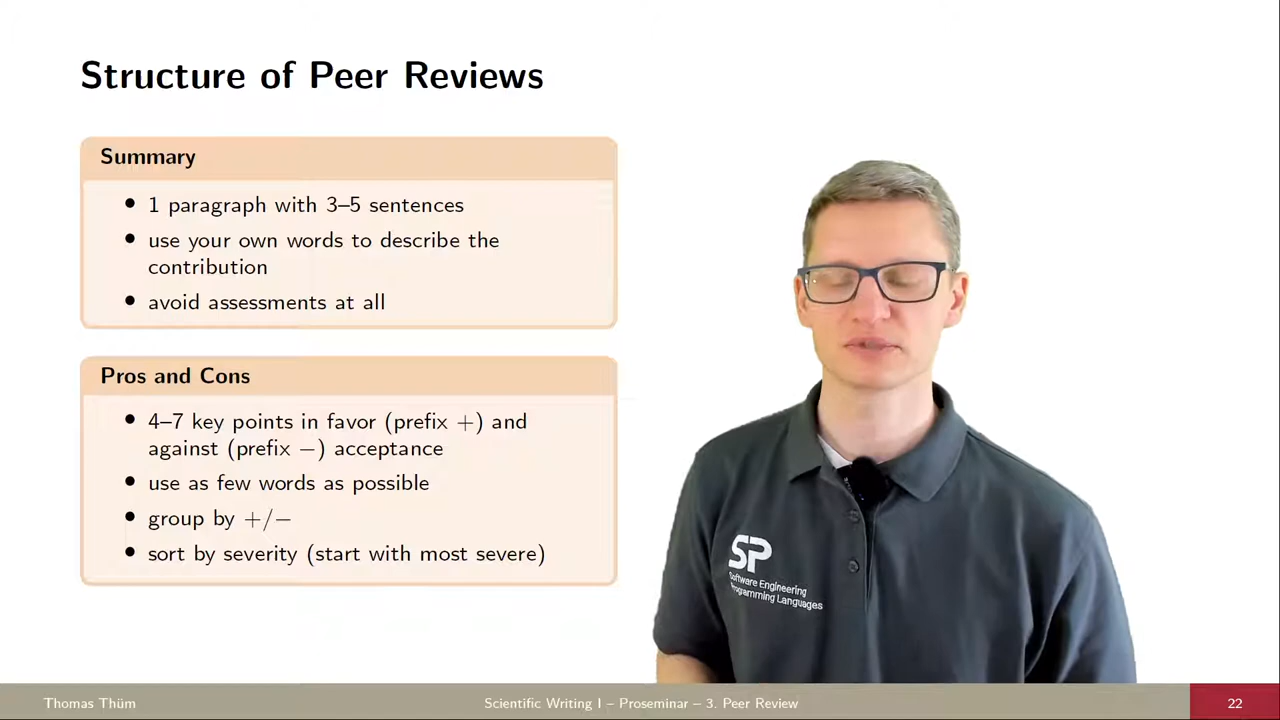 Structure of Peer Reviews
Summary
• 1 paragraph with 3–5 sentences
• use your own words to describe the
contribution
• avoid assessments at all
Pros and Cons
• 4–7 key points in favor (prefix +) and
against (prefix −) acceptance
• use as few words as possible
• group by +/−
• sort by severity (start with most severe)
SP
Software Engineering
Programming Languages
Thomas Thüm
Scientific Writing I – Proseminar – 3. Peer Review
22